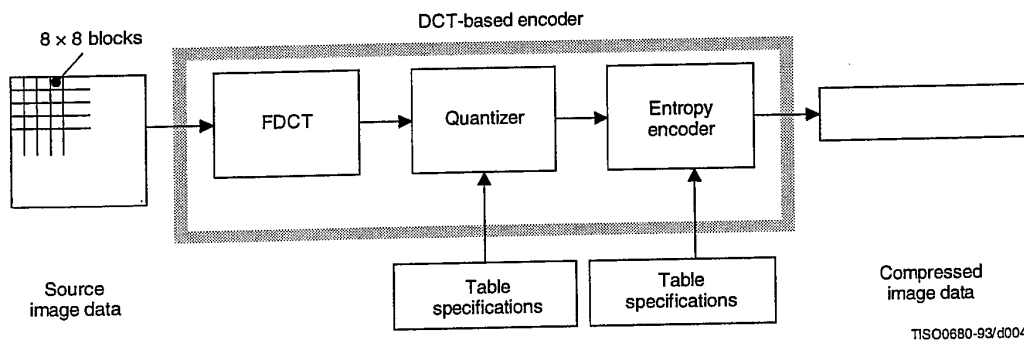 DCT-based encoder
8 × 8 blocks
FDCT
Quantizer
Entropy
encoder
Source
image data
Table
specifications
Table
specifications
Compressed
image data
TISO0680-93/d004